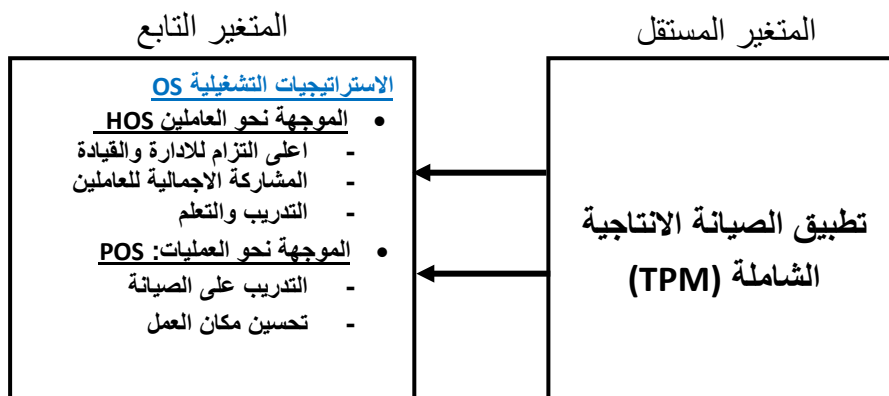 المتغير المستقل
تطبيق الصيانة الانتاجية
الشاملة (TPM)
المتغير التابع
الاستراتيجيات التشغيلية OS
• الموجهة نحو العاملين HOS
- اعلى التزام للادارة والقيادة
- المشاركة الاجمالية للعاملين
- التدريب والتعلم
• الموجهة نحو العمليات: POS
- التدريب على الصيانة
- تحسين مكان العمل